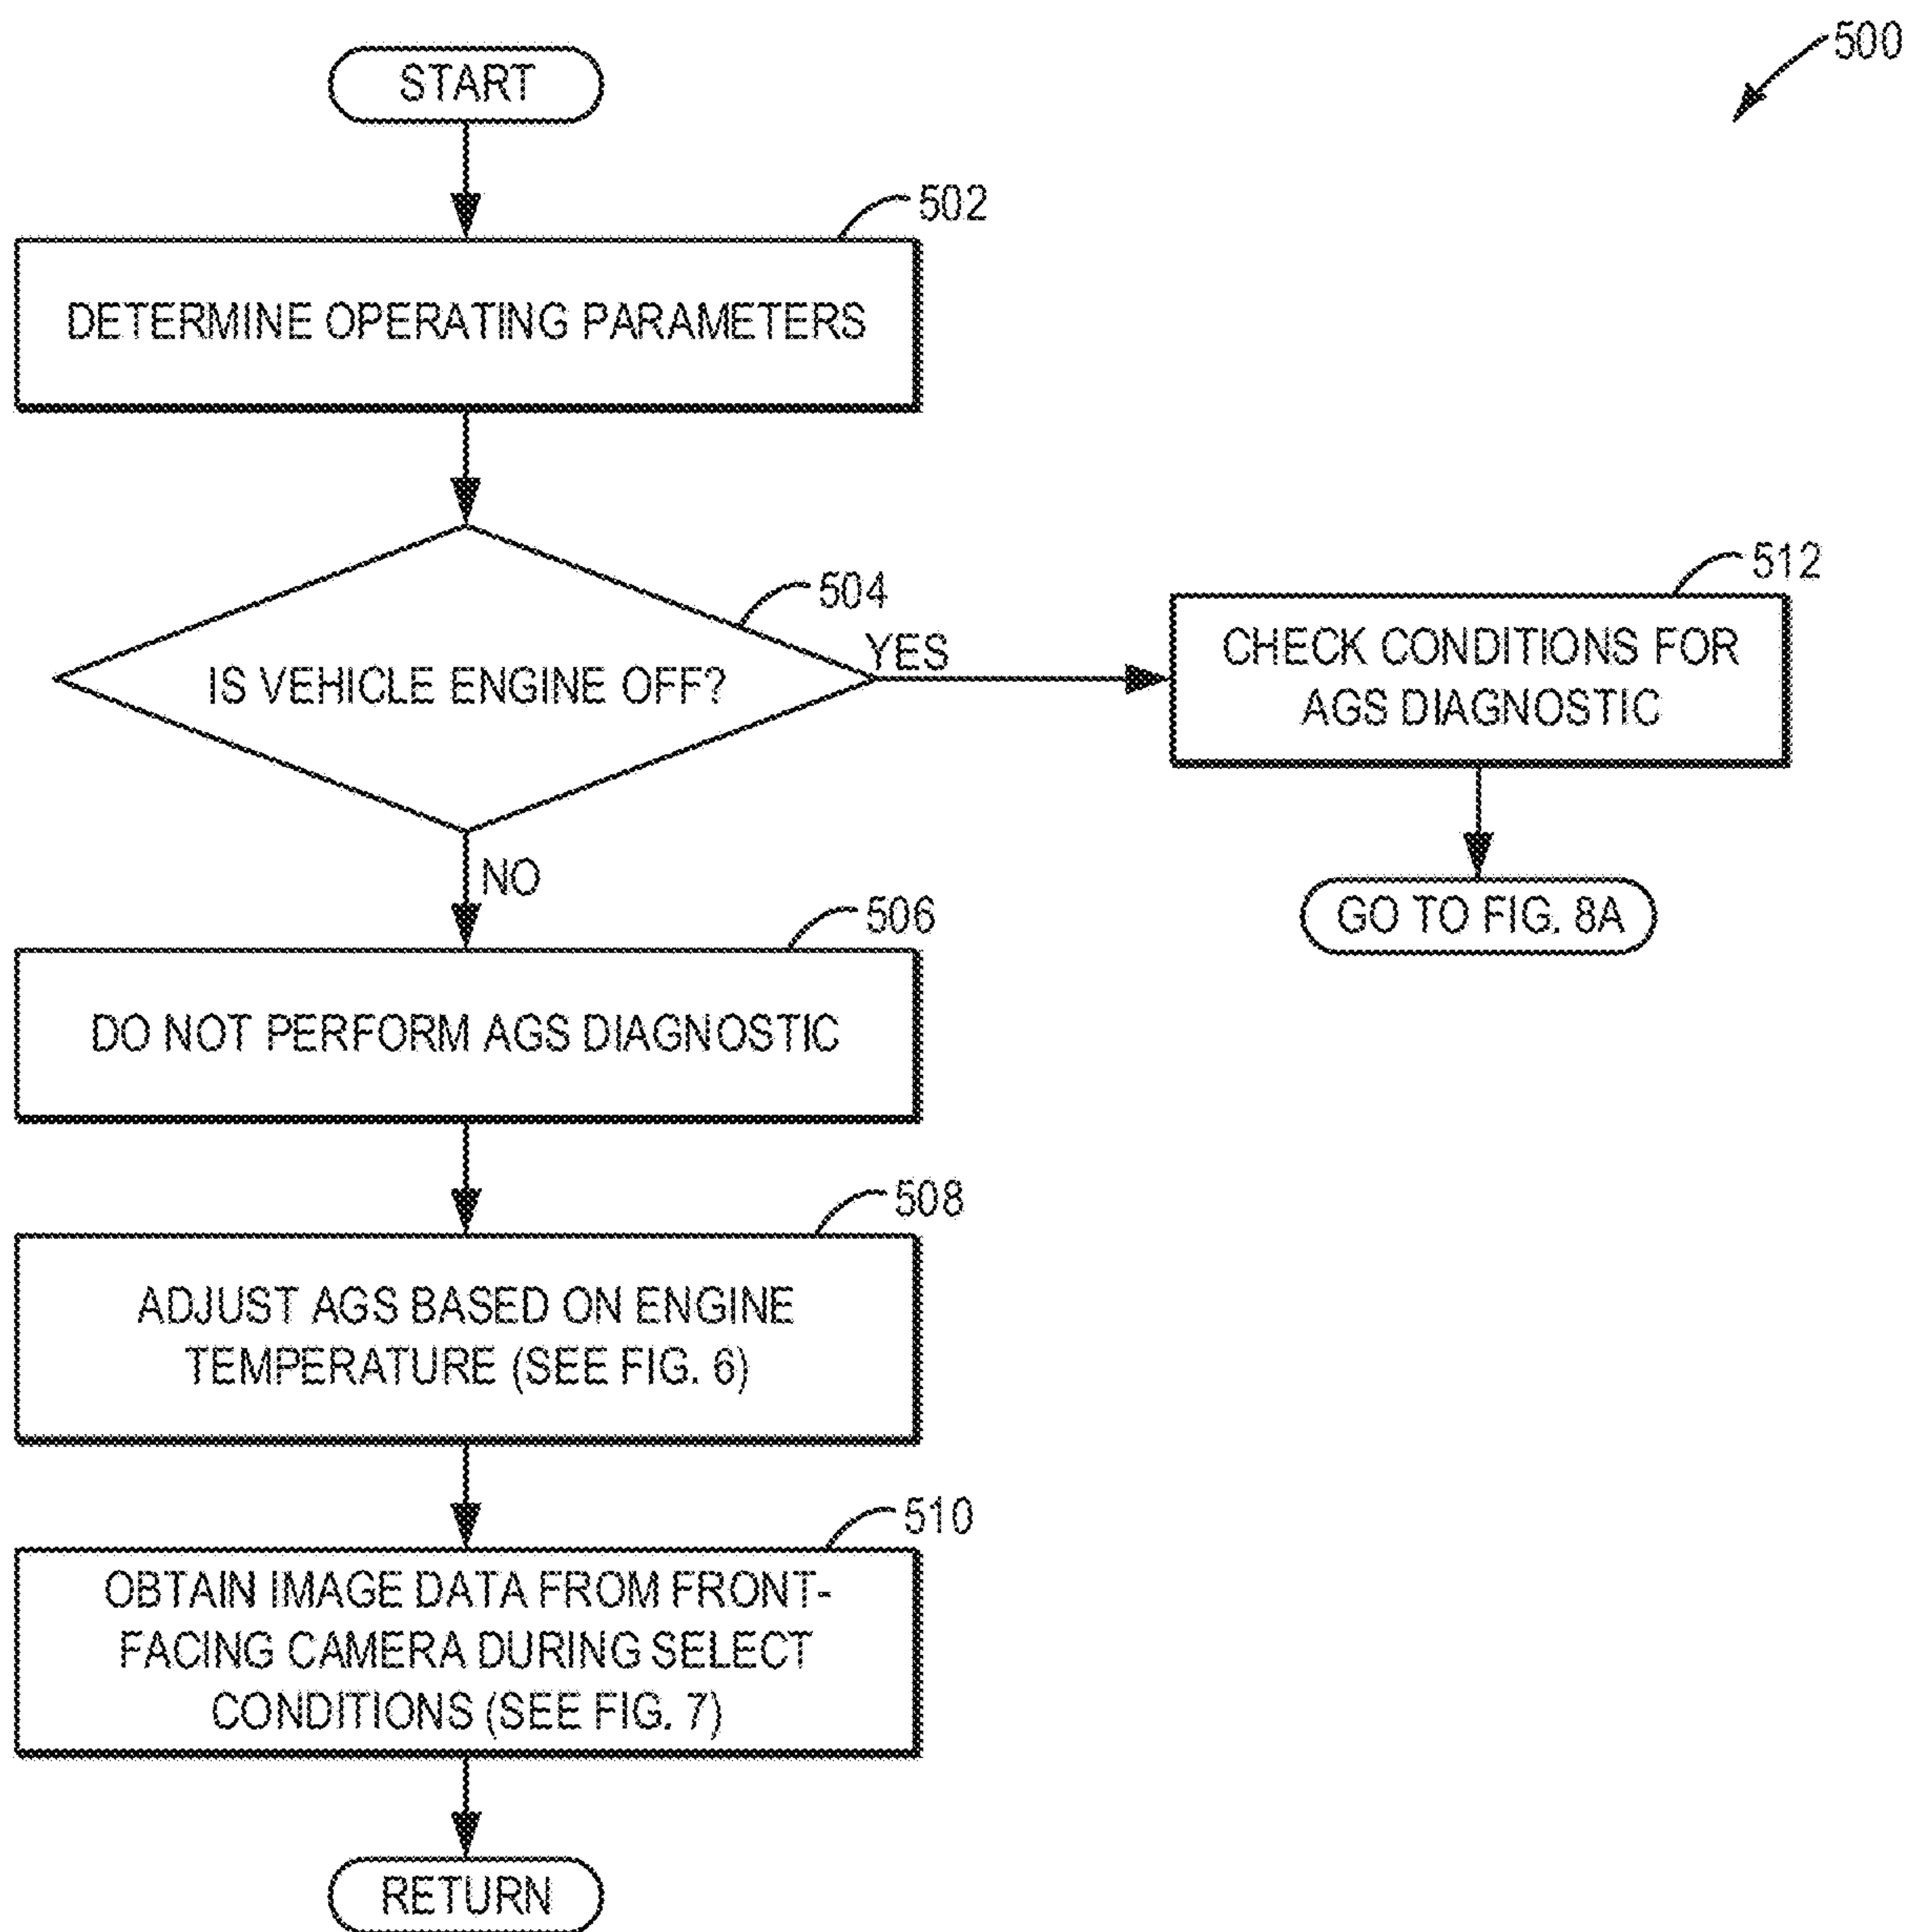 500
START
502
DETERMINE OPERATING PARAMETERS
504
IS VEHICLE ENGINE OFF?
YES
512
CHECK CONDITIONS FOR
AGS DIAGNOSTIC
GO TO FIG. 8A
NO
506
DO NOT PERFORM AGS DIAGNOSTIC
508
ADJUST AGS BASED ON ENGINE
TEMPERATURE (SEE FIG. 6)
510
OBTAIN IMAGE DATA FROM FRONT-
FACING CAMERA DURING SELECT
CONDITIONS (SEE FIG. 7)
RETURN